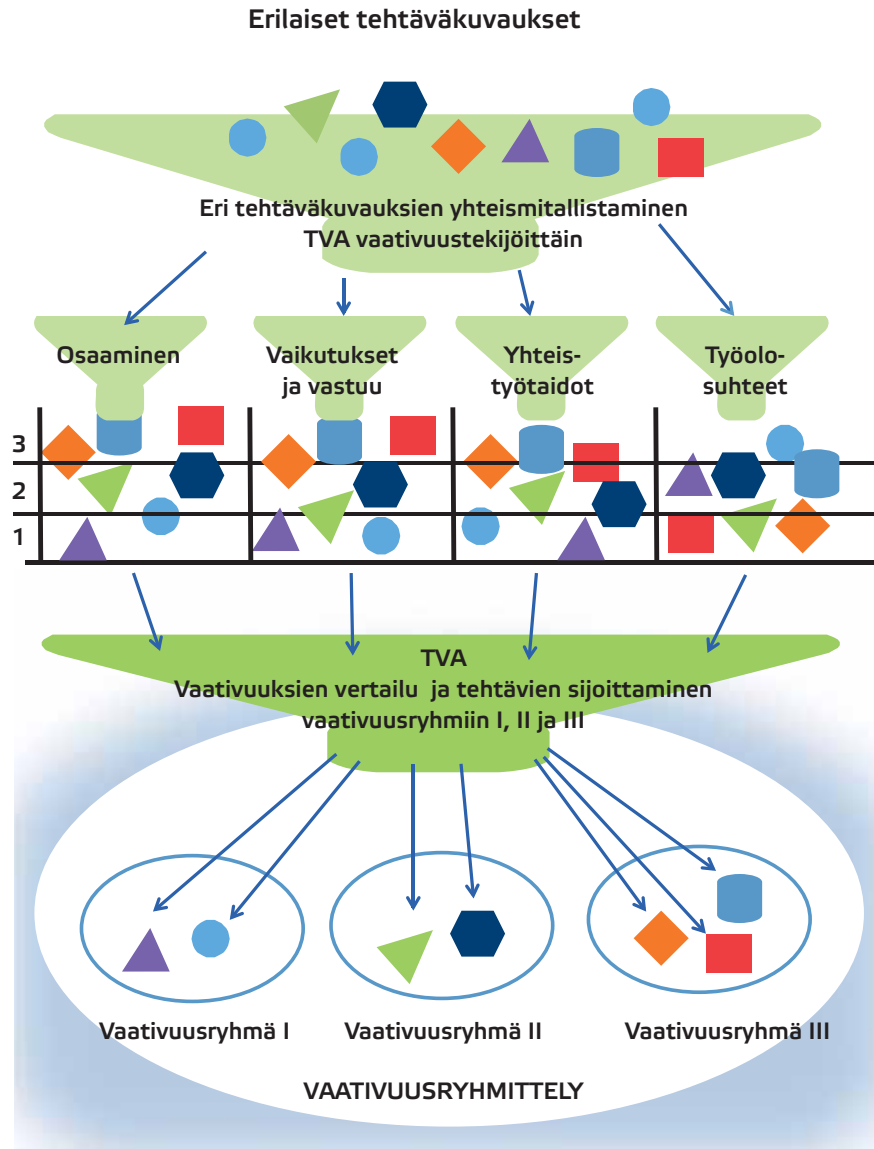 Erilaiset tehtäväkuvaukset
Eri tehtäväkuvauksien yhteismitallistaminen
TVA vaativuustekijöittäin
Osaaminen
Vaikutukset
ja vastuu
Yhteis-
työtaidot
Työolo-
suhteet
3
2
1
TVA
Vaativuuksien vertailu ja tehtävien sijoittaminen
vaativuusryhmiin I, II ja III
Vaativuusryhmä I
Vaativuusryhmä II
Vaativuusryhmä III
VAATIVUUSRYHMITTELY